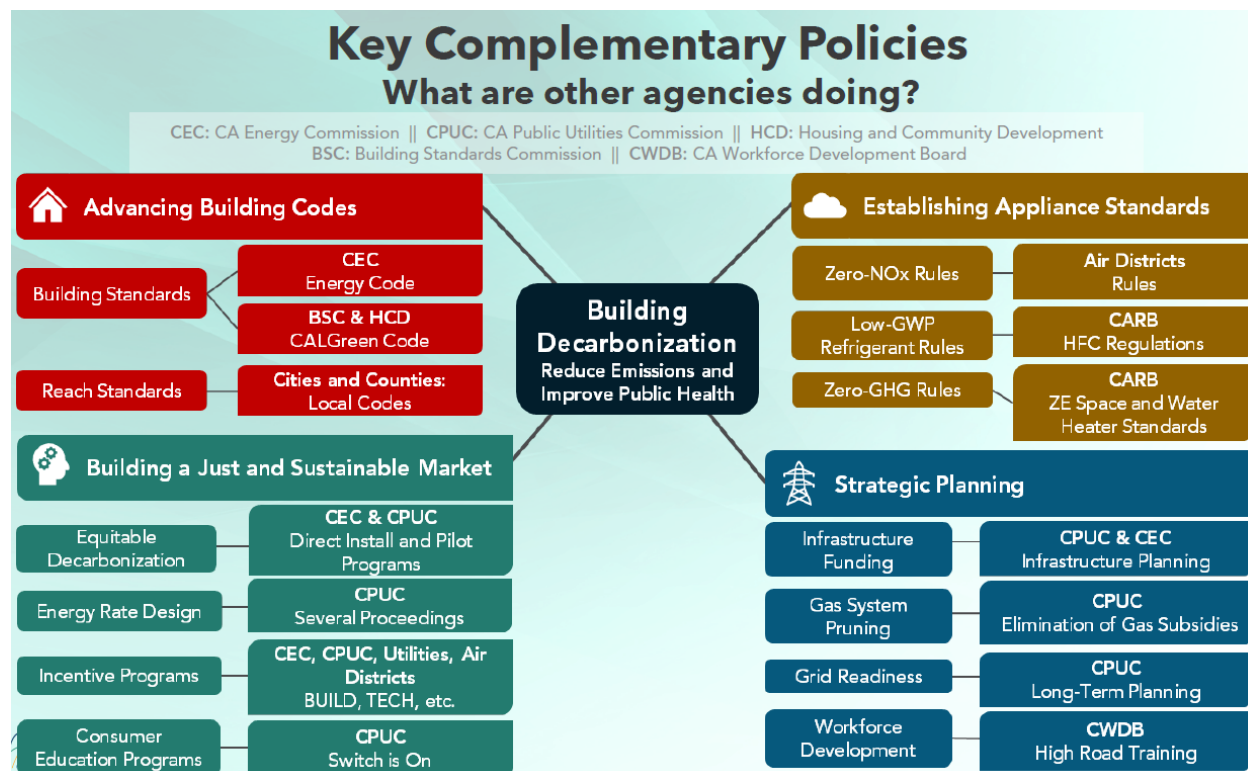 Key Complementary Policies
What are other agencies doing?
CEC: CA Energy Commission || CPUC: CA Public Utilities Commission || HCD: Housing and Community Development
BSC: Building Standards Commission || CWDB: CA Workforce Development Board
Advancing Building Codes
Building Standards
CEC
Energy Code
BSC & HCD
CALGreen Code
Reach Standards
Cities and Counties:
Local Codes
Establishing Appliance Standards
Zero-NOx Rules
Air Districts
Rules
Low-GWP
Refrigerant Rules
CARB
HFC Regulations
Zero-GHG Rules
CARB
ZE Space and Water
Heater Standards
Building
Decarbonization
Reduce Emissions and
Improve Public Health
Building a Just and Sustainable Market
Equitable
Decarbonization
CEC & CPUC
Direct Install and Pilot
Programs
Energy Rate Design
CPUC
Several Proceedings
Incentive Programs
CEC, CPUC, Utilities, Air
Districts
BUILD, TECH, etc.
Consumer
Education Programs
CPUC
Switch is On
Strategic Planning
Infrastructure
Funding
CPUC & CEC
Infrastructure Planning
Gas System
Pruning
CPUC
Elimination of Gas Subsidies
Grid Readiness
CPUC
Long-Term Planning
Workforce
Development
CWDB
High Road Training